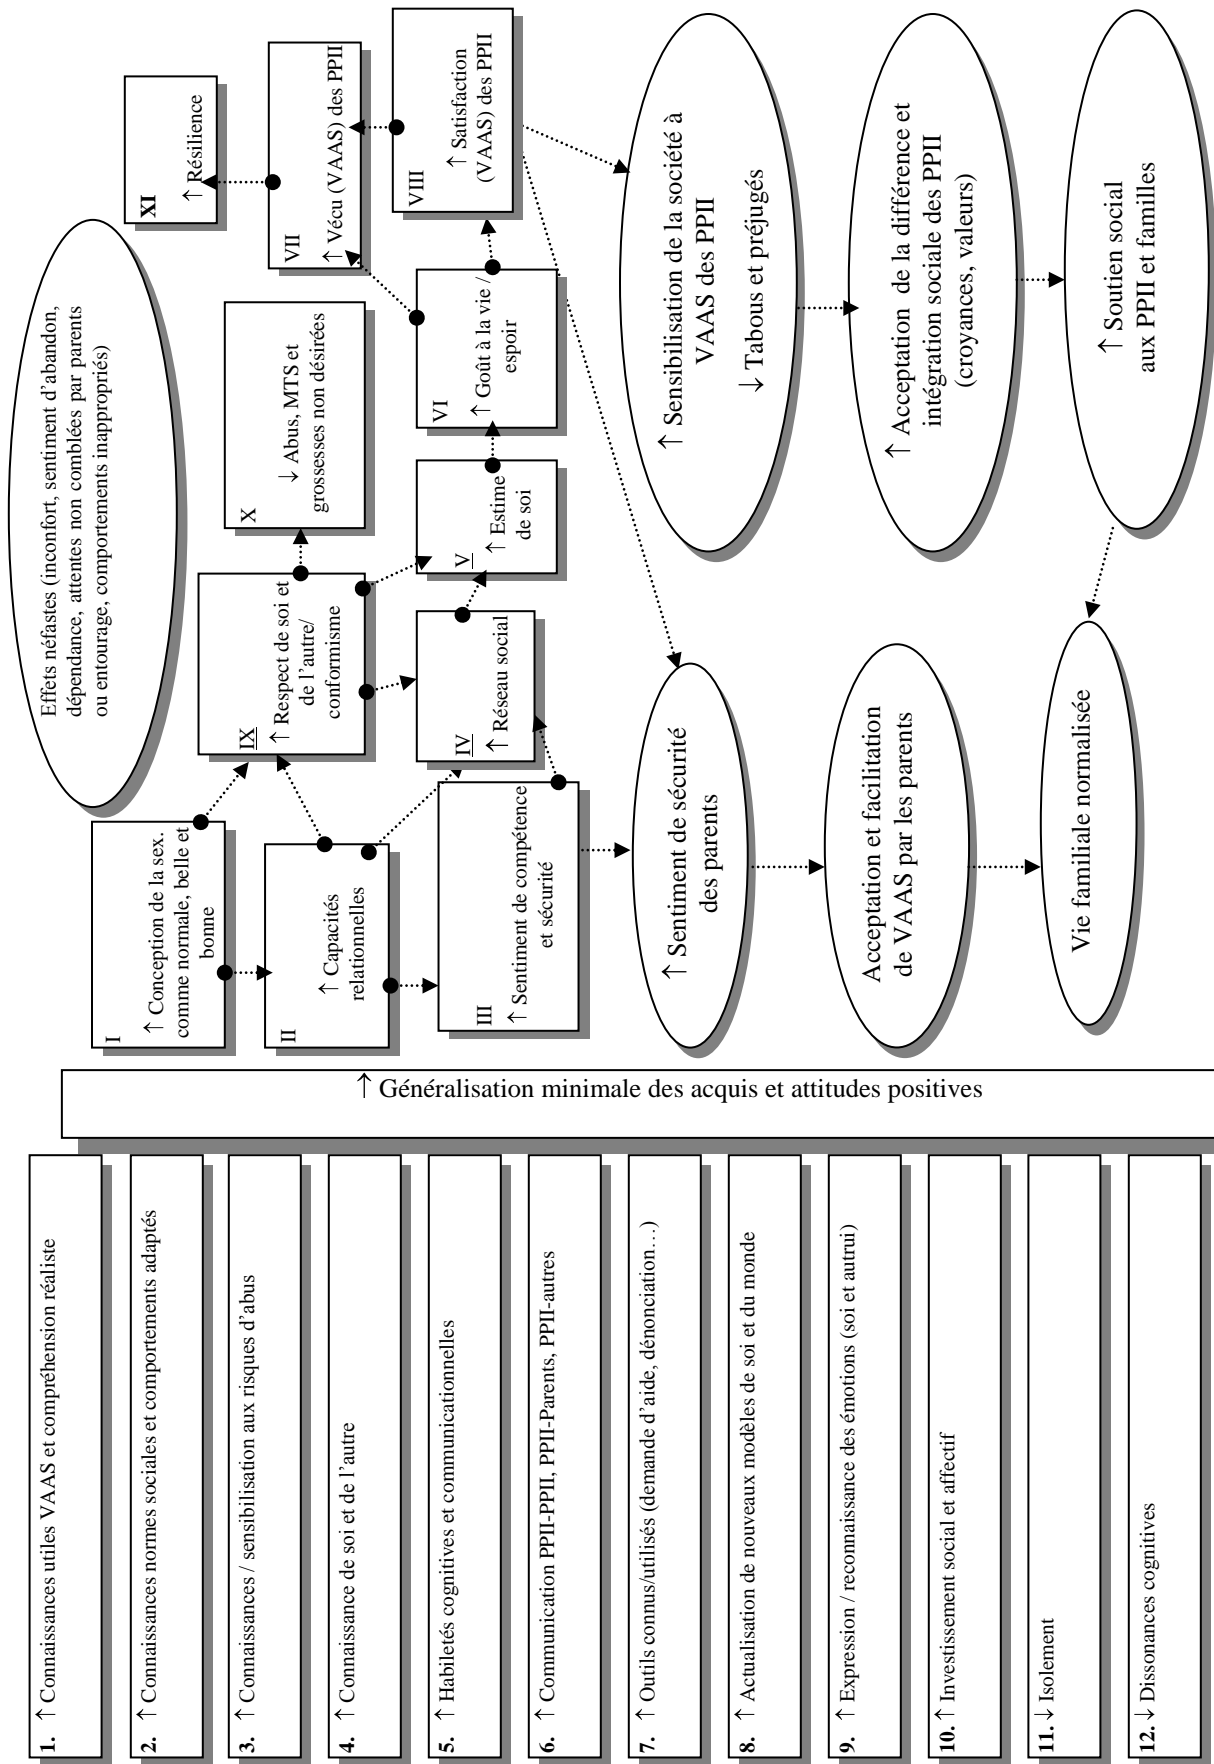 1. ↑ Connaissances utiles VAAS et compréhension réaliste
2. ↑ Connaissances normes sociales et comportements adaptés
3. ↑ Connaissances / sensibilisation aux risques d'abus
4. ↑ Connaissance de soi et de l'autre
5. ↑ Habiletés cognitives et communicationnelles
6. ↑ Communication PPII-PPII, PPII-Parents, PPII-autres
7. ↑ Outils connus/utilisés (demande d'aide, dénonciation…)
8. ↑ Actualisation de nouveaux modèles de soi et du monde
9. ↑ Expression / reconnaissance des émotions (soi et autrui)
10. ↑ Investissement social et affectif
11. ↓ Isolement
12. ↓ Dissonances cognitives
↑ Généralisation minimale des acquis et attitudes positives
I
↑ Conception de la sex.
comme normale, belle et
bonne
II
↑ Capacités
relationnelles
III
↑ Sentiment de compétence
et sécurité
↑ Sentiment de sécurité
des parents
Acceptation et facilitation
de VAAS par les parents
Vie familiale normalisée
Effets néfastes (inconfort, sentiment d'abandon,
dépendance, attentes non comblées par parents
ou entourage, comportements inappropriés)
IX
↑ Respect de soi et
de l'autre/
conformisme
IV
↑ Réseau social
X
↓ Abus, MTS et
grossesses non désirées
V
↑ Estime
de soi
VI
↑ Goût à la vie /
espoir
XI
↑ Résilience
VII
↑ Vécu (VAAS) des PPII
VIII
↑ Satisfaction
(VAAS) des PPII
↑ Sensibilisation de la société à
VAAS des PPII
↓ Tabous et préjugés
↑ Acceptation de la différence et
intégration sociale des PPII
(croyances, valeurs)
↑ Soutien social
aux PPII et familles